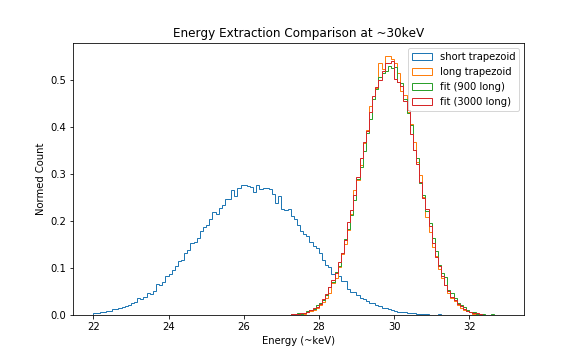 Energy Extraction Comparison at ~30keV
short trapezoid
long trapezoid
fit (900 long)
fit (3000 long)
Normed Count
0.5
0.4
0.3
0.2
0.1
0.0
22 24 26 28 30 32
Energy (~keV)